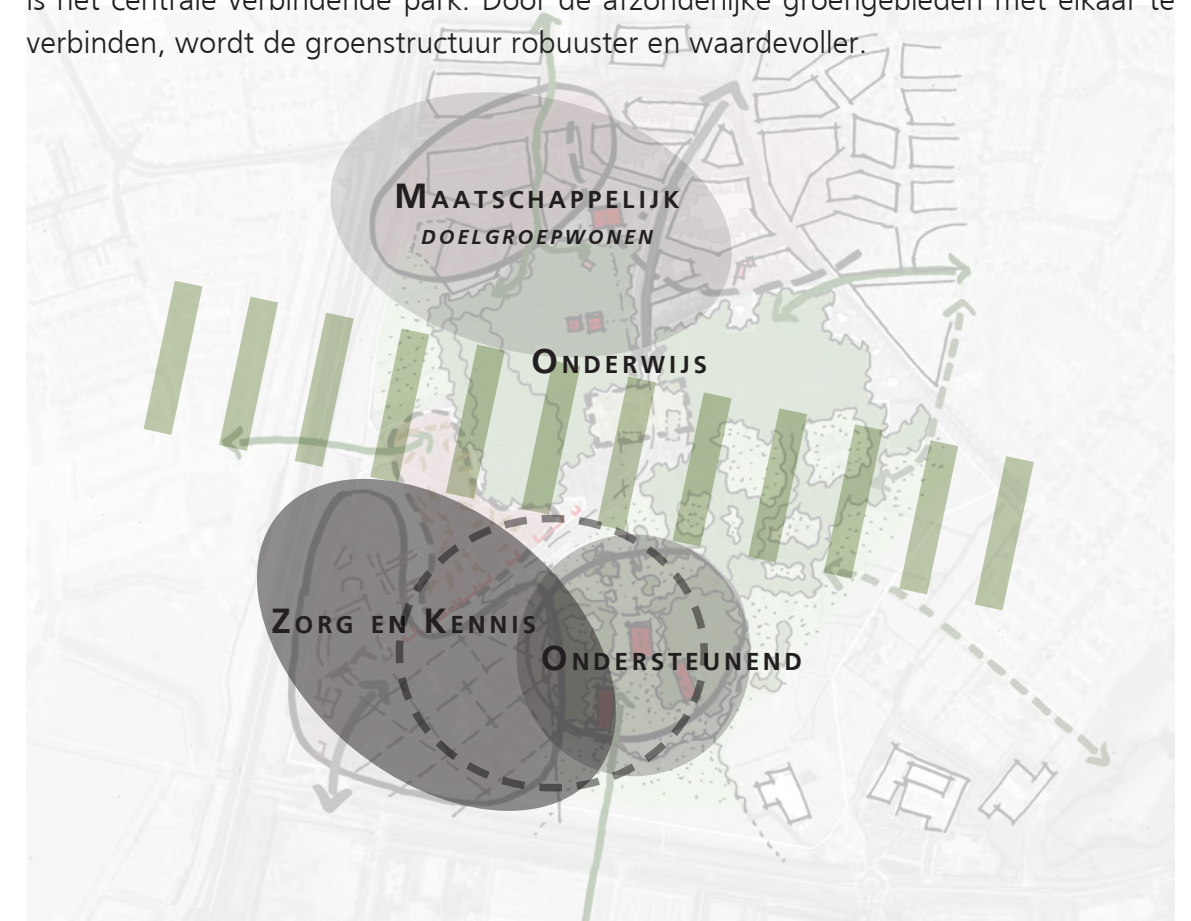 is het centrale verbindende park. Door de afzonderlijke groengebieden met elkaar te
verbinden, wordt de groenstructuur robuuster en waardevoller.
MAATSCHAPPELIJK
DOELGROEPWONEN
ONDERWIJS
ZORG EN KENNIS
ONDERSTEUNEND